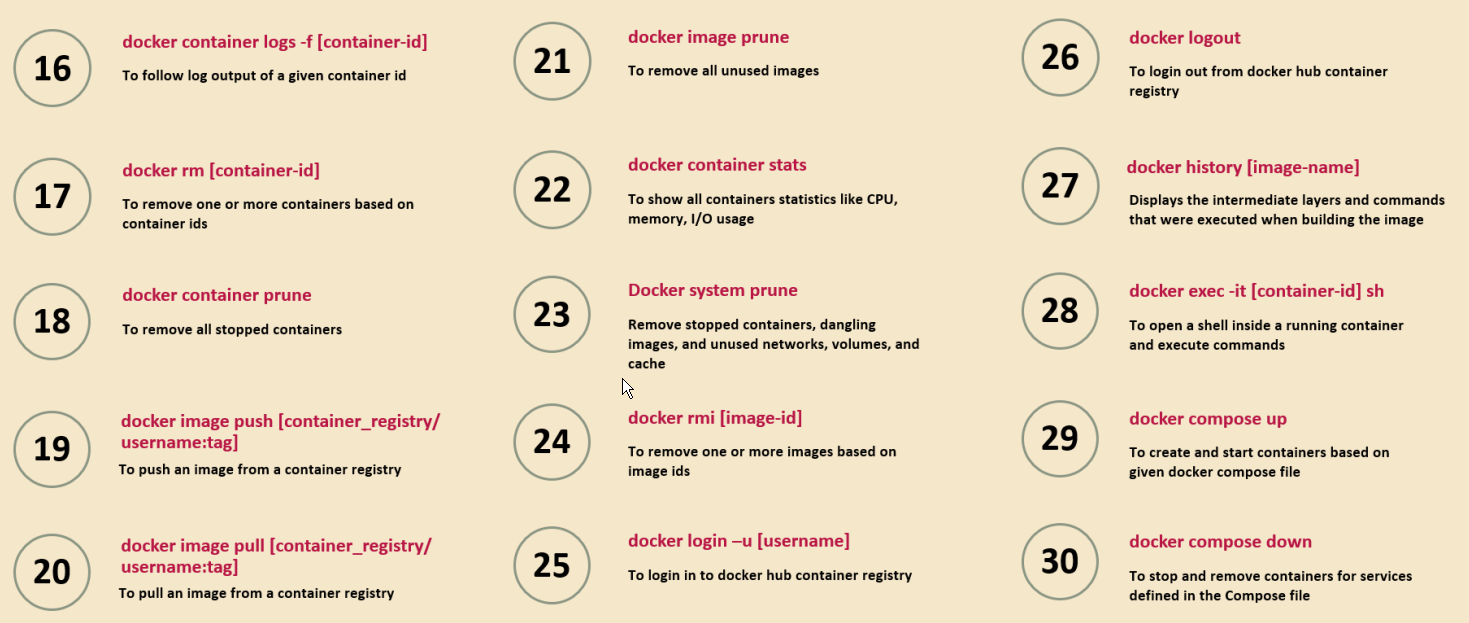 16
docker container logs -f [container-id]
To follow log output of a given container id
17
docker rm [container-id]
To remove one or more containers based on
container ids
18
docker container prune
To remove all stopped containers
19
docker image push [container_registry/
username:tag]
To push an image from a container registry
20
docker image pull [container_registry/
username:tag]
To pull an image from a container registry
21
docker image prune
To remove all unused images
22
docker container stats
To show all containers statistics like CPU,
memory, I/O usage
23
Docker system prune
Remove stopped containers, dangling
images, and unused networks, volumes, and
cache
24
docker rmi [image-id]
To remove one or more images based on
image ids
25
docker login –u [username]
To login in to docker hub container registry
26
docker logout
To login out from docker hub container
registry
27
docker history [image-name]
Displays the intermediate layers and commands
that were executed when building the image
28
docker exec -it [container-id] sh
To open a shell inside a running container
and execute commands
29
docker compose up
To create and start containers based on
given docker compose file
30
docker compose down
To stop and remove containers for services
defined in the Compose file